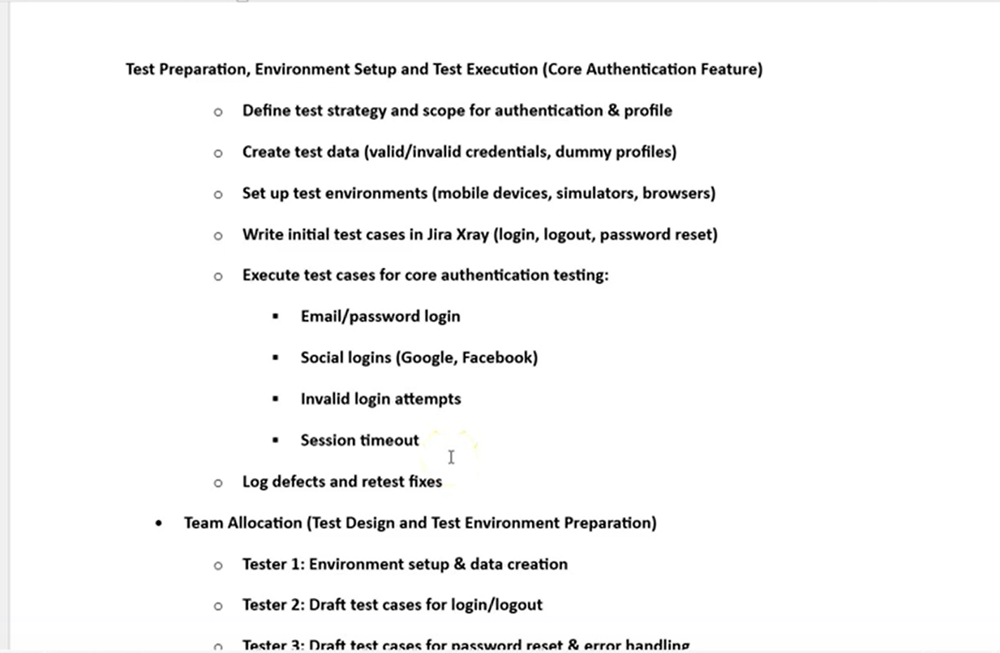 Test Preparation, Environment Setup and Test Execution (Core Authentication Feature)
Define test strategy and scope for authentication & profile
Create test data (valid/invalid credentials, dummy profiles)
Set up test environments (mobile devices, simulators, browsers)
Write initial test cases in Jira Xray (login, logout, password reset)
Execute test cases for core authentication testing:
Email/password login
Social logins (Google, Facebook)
Invalid login attempts
Session timeout
Log defects and retest fixes
Team Allocation (Test Design and Test Environment Preparation)
Tester 1: Environment setup & data creation
Tester 2: Draft test cases for login/logout
Tester 3: Draft test cases for password reset & error handling